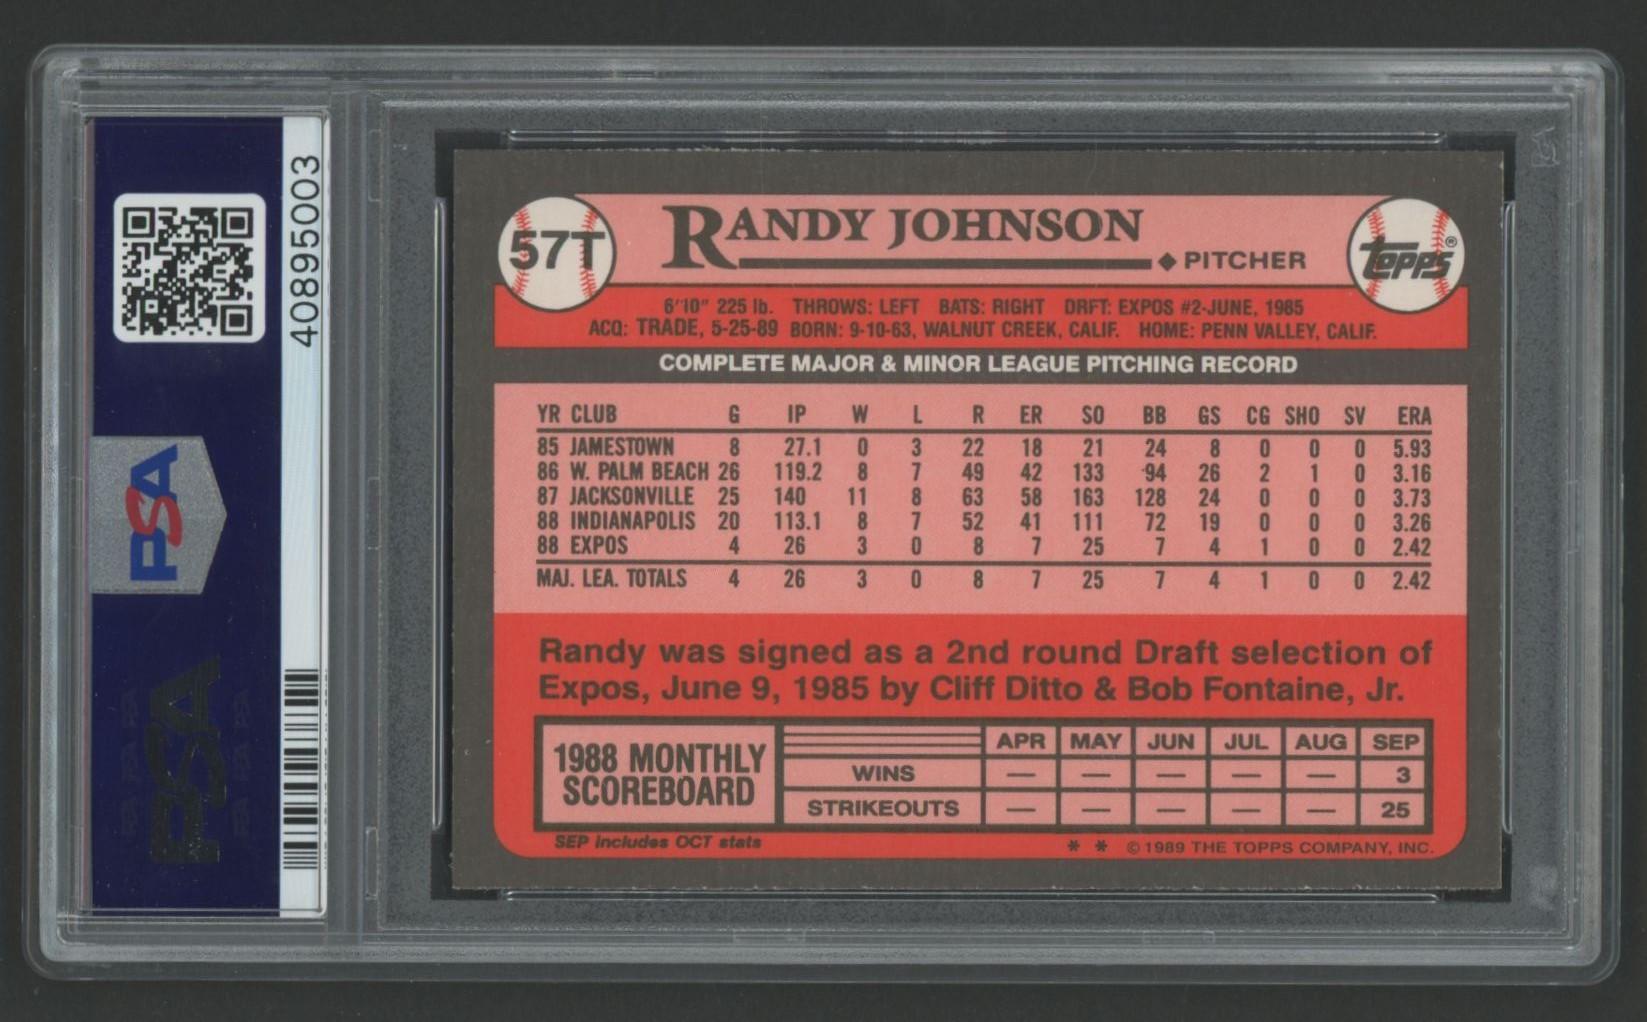 40895003
PSA
PSA
57T
RANDY JOHNSON
◆ PITCHER
TOPPS®
6'10" 225 lb. THROWS: LEFT BATS: RIGHT DRFT: EXPOS #2-JUNE, 1985
ACQ: TRADE, 5-25-89 BORN: 9-10-63, WALNUT CREEK, CALIF. HOME: PENN VALLEY, CALIF.
COMPLETE MAJOR & MINOR LEAGUE PITCHING RECORD
YR CLUB G IP W L R ER SO BB GS CG SHO SV ERA
85 JAMESTOWN 8 27.1 0 3 22 18 21 24 8 0 0 0 5.93
86 W. PALM BEACH 26 119.2 8 7 49 42 133 94 26 2 1 0 3.16
87 JACKSONVILLE 25 140 11 8 63 58 163 128 24 0 0 0 3.73
88 INDIANAPOLIS 20 113.1 8 7 52 41 111 72 19 0 0 0 3.26
88 EXPOS 4 26 3 0 8 7 25 7 4 1 0 0 2.42
MAJ. LEA. TOTALS 4 26 3 0 8 7 25 7 4 1 0 0 2.42
Randy was signed as a 2nd round Draft selection of
Expos, June 9, 1985 by Cliff Ditto & Bob Fontaine, Jr.
1988 MONTHLY
SCOREBOARD
APR MAY JUN JUL AUG SEP
WINS — — — — — 3
STRIKEOUTS — — — — — 25
SEP includes OCT stats
* * © 1989 THE TOPPS COMPANY, INC.